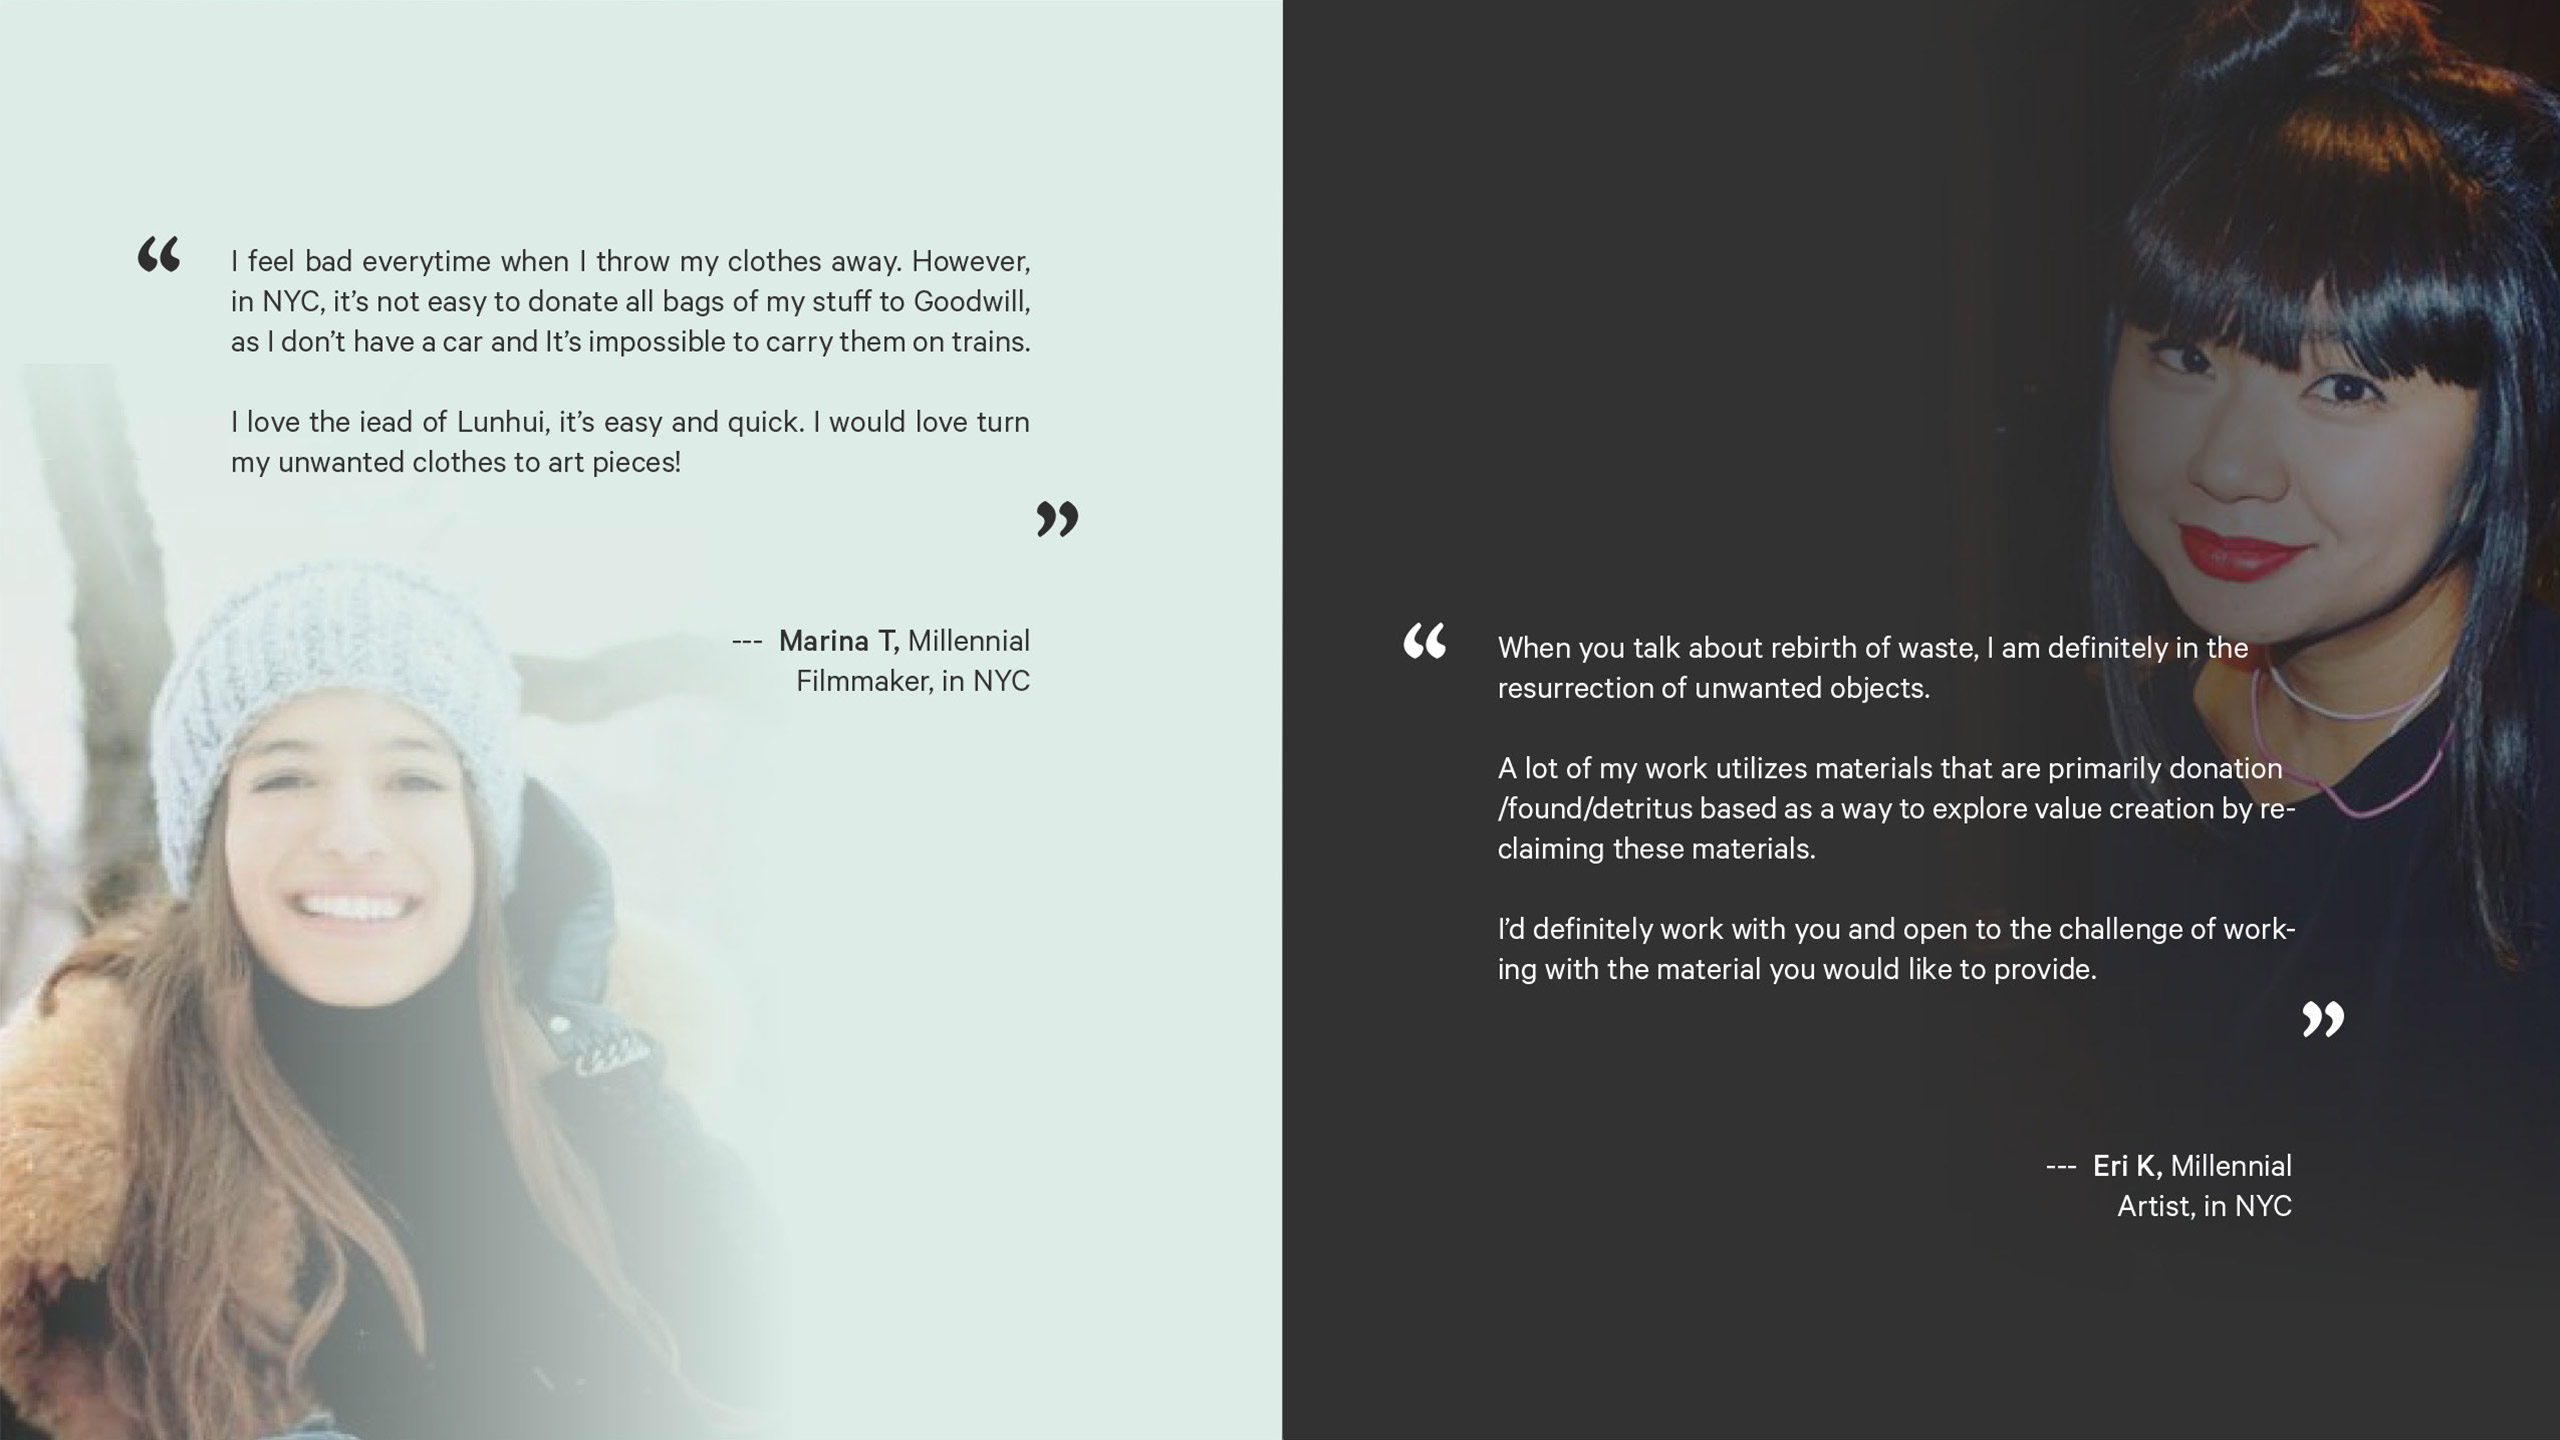 “
I feel bad everytime when I throw my clothes away. However,
in NYC, it’s not easy to donate all bags of my stuff to Goodwill,
as I don’t have a car and It’s impossible to carry them on trains.
I love the iead of Lunhui, it’s easy and quick. I would love turn
my unwanted clothes to art pieces!
”
--- Marina T, Millennial
Filmmaker, in NYC
“
When you talk about rebirth of waste, I am definitely in the
resurrection of unwanted objects.
A lot of my work utilizes materials that are primarily donation
/found/detritus based as a way to explore value creation by re-
claiming these materials.
I’d definitely work with you and open to the challenge of work-
ing with the material you would like to provide.
”
--- Eri K, Millennial
Artist, in NYC